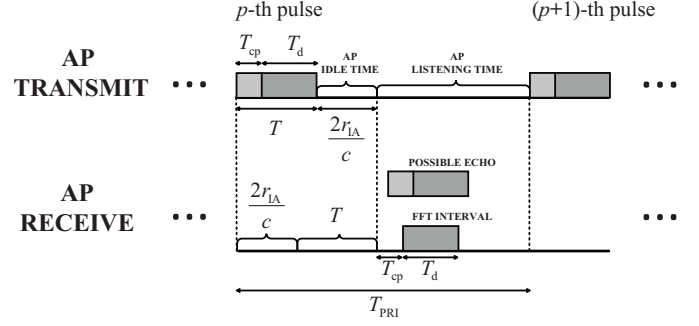 p-th pulse
(p+1)-th pulse
T_cp
T_d
AP
IDLE TIME
AP
LISTENING TIME
AP
TRANSMIT
• • •
• • •
T
2r_IA
c
POSSIBLE ECHO
AP
RECEIVE
• • •
2r_IA
c
T
FFT INTERVAL
• • •
T_cp
T_d
T_PRI